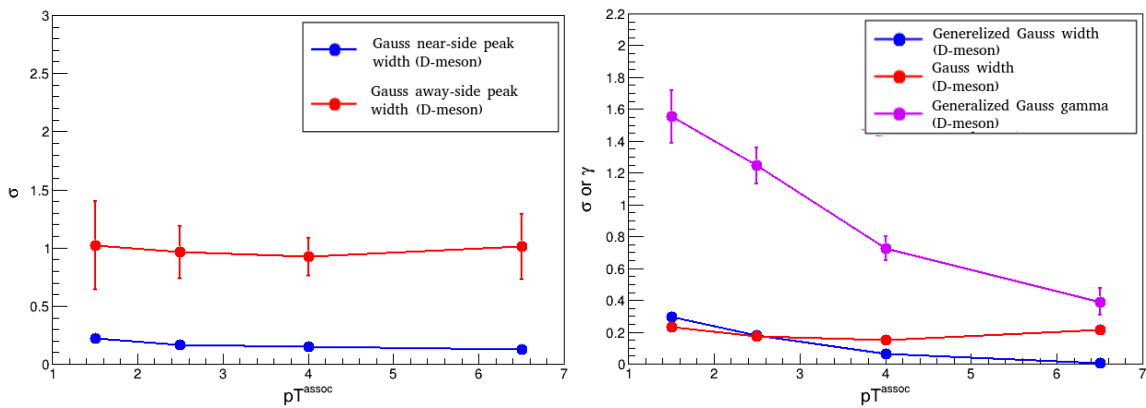 3
2.5
2
1.5
1
0.5
0
σ
1
2
3
4
5
6
7
pT^assoc
Gauss near-side peak
width (D-meson)
Gauss away-side peak
width (D-meson)
2.2
2
1.8
1.6
1.4
1.2
1
0.8
0.6
0.4
0.2
0
σ or γ
1
2
3
4
5
6
7
pT^assoc
Generelized Gauss width
(D-meson)
Gauss width
(D-meson)
Generalized Gauss gamma
(D-meson)